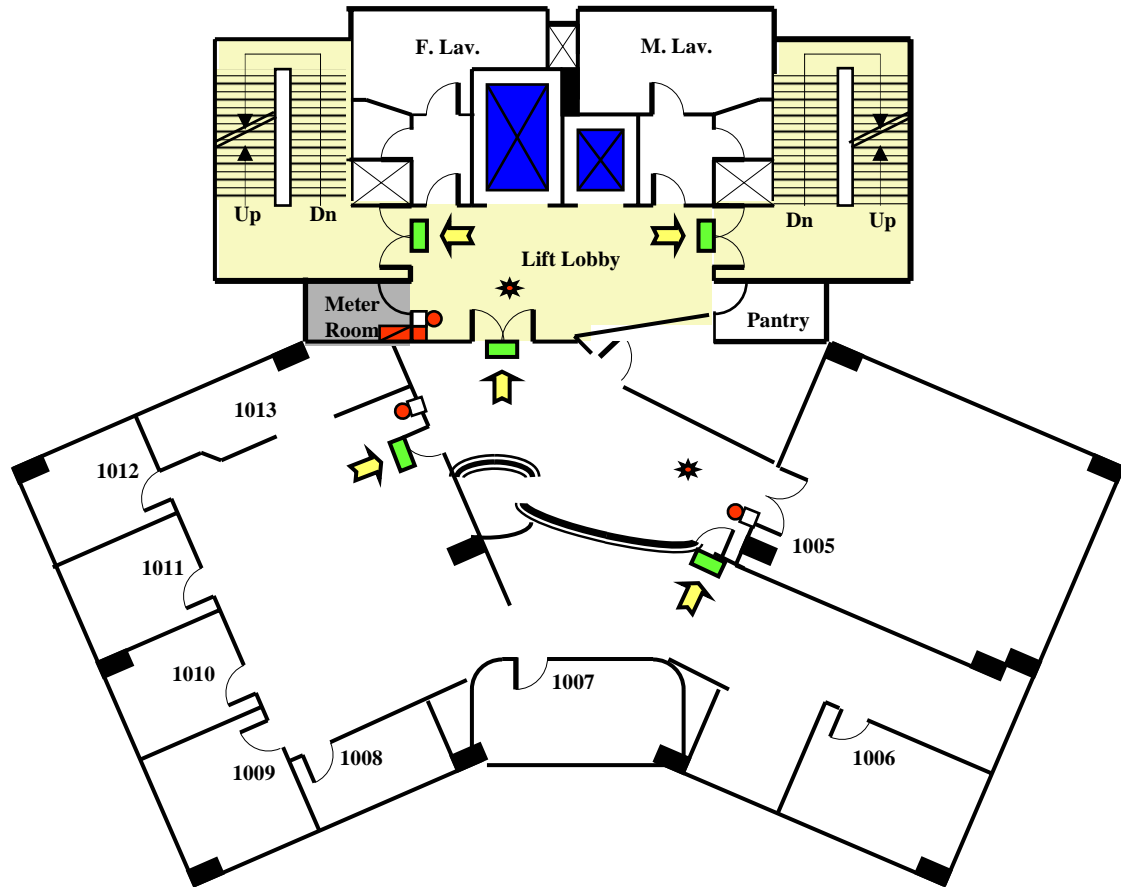 F. Lav.
M. Lav.
Up
Dn
Dn
Up
Lift Lobby
Meter
Room
Pantry
1013
1012
1005
1011
1010
1007
1009
1008
1006